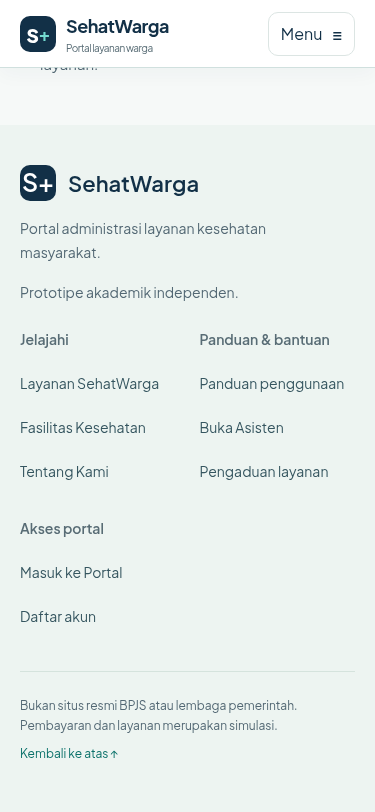 S+ SehatWarga
Portal layanan warga
Menu ≡
layanan.
S+ SehatWarga
Portal administrasi layanan kesehatan
masyarakat.
Prototipe akademik independen.
Jelajahi
Layanan SehatWarga
Fasilitas Kesehatan
Tentang Kami
Panduan & bantuan
Panduan penggunaan
Buka Asisten
Pengaduan layanan
Akses portal
Masuk ke Portal
Daftar akun
Bukan situs resmi BPJS atau lembaga pemerintah.
Pembayaran dan layanan merupakan simulasi.
Kembali ke atas ↑